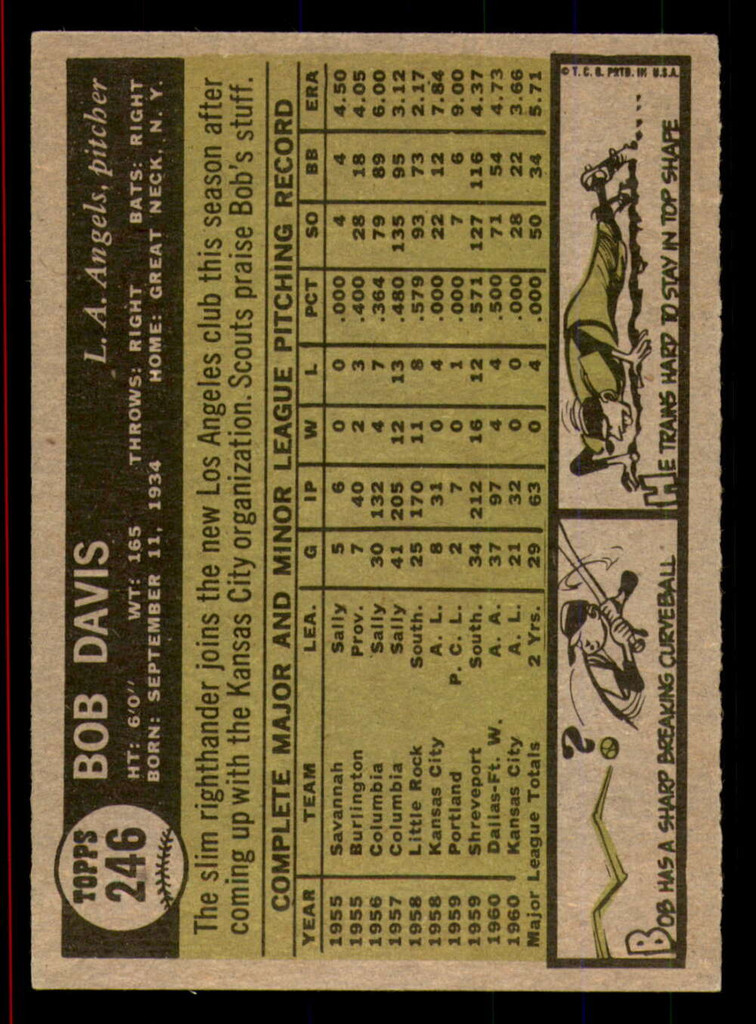 TOPPS
246
BOB DAVIS
L. A. Angels, pitcher
HT: 6'0" WT: 165 THROWS: RIGHT BATS: RIGHT
BORN: SEPTEMBER 11, 1934 HOME: GREAT NECK, N. Y.
The slim righthander joins the new Los Angeles club this season after
coming up with the Kansas City organization. Scouts praise Bob's stuff.
COMPLETE MAJOR AND MINOR LEAGUE PITCHING RECORD
YEAR TEAM LEA. G IP W L PCT SO BB ERA
1955 Savannah Sally 5 6 0 0 .000 4 4 4.50
1955 Burlington Prov. 7 40 2 3 .400 28 18 4.05
1956 Columbia Sally 30 132 4 7 .364 79 89 6.00
1957 Columbia Sally 41 205 12 13 .480 135 95 3.12
1958 Little Rock South. 25 170 11 8 .579 93 73 2.17
1958 Kansas City A. L. 8 31 0 4 .000 22 12 7.84
1959 Portland P. C. L. 2 7 0 1 .000 7 6 9.00
1959 Shreveport South. 34 212 16 12 .571 127 116 4.37
1960 Dallas-Ft. W. A. A. 37 97 4 4 .500 71 54 4.73
1960 Kansas City A. L. 21 32 0 0 .000 28 22 3.66
Major League Totals 2 Yrs. 29 63 0 4 .000 50 34 5.71
?
BOB HAS A SHARP BREAKING CURVEBALL
© T. C. G. PRTD. IN U.S.A.
HE TRAINS HARD TO STAY IN TOP SHAPE